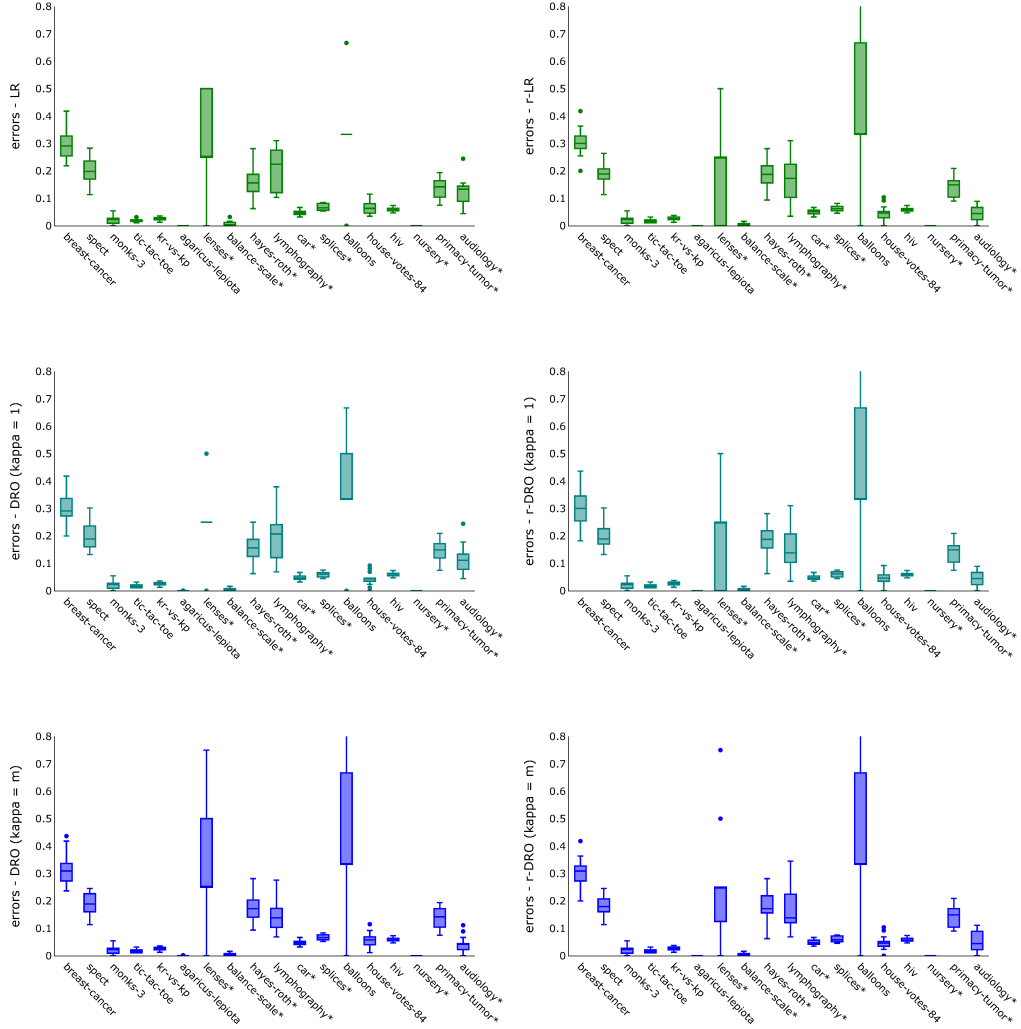 errors - LR
0.8
0.7
0.6
0.5
0.4
0.3
0.2
0.1
0
breast-cancer
spect
monks-3
tic-tac-toe
kr-vs-kp
agaricus-lepiota
lenses*
balance-scale*
hayes-roth*
lymphography*
car*
splices*
balloons
house-votes-84
hiv
nursery*
primacy-tumor*
audiology*
errors - r-LR
0.8
0.7
0.6
0.5
0.4
0.3
0.2
0.1
0
breast-cancer
spect
monks-3
tic-tac-toe
kr-vs-kp
agaricus-lepiota
lenses*
balance-scale*
hayes-roth*
lymphography*
car*
splices*
balloons
house-votes-84
hiv
nursery*
primacy-tumor*
audiology*
errors - DRO (kappa = 1)
0.8
0.7
0.6
0.5
0.4
0.3
0.2
0.1
0
breast-cancer
spect
monks-3
tic-tac-toe
kr-vs-kp
agaricus-lepiota
lenses*
balance-scale*
hayes-roth*
lymphography*
car*
splices*
balloons
house-votes-84
hiv
nursery*
primacy-tumor*
audiology*
errors - r-DRO (kappa = 1)
0.8
0.7
0.6
0.5
0.4
0.3
0.2
0.1
0
breast-cancer
spect
monks-3
tic-tac-toe
kr-vs-kp
agaricus-lepiota
lenses*
balance-scale*
hayes-roth*
lymphography*
car*
splices*
balloons
house-votes-84
hiv
nursery*
primacy-tumor*
audiology*
errors - DRO (kappa = m)
0.8
0.7
0.6
0.5
0.4
0.3
0.2
0.1
0
breast-cancer
spect
monks-3
tic-tac-toe
kr-vs-kp
agaricus-lepiota
lenses*
balance-scale*
hayes-roth*
lymphography*
car*
splices*
balloons
house-votes-84
hiv
nursery*
primacy-tumor*
audiology*
errors - r-DRO (kappa = m)
0.8
0.7
0.6
0.5
0.4
0.3
0.2
0.1
0
breast-cancer
spect
monks-3
tic-tac-toe
kr-vs-kp
agaricus-lepiota
lenses*
balance-scale*
hayes-roth*
lymphography*
car*
splices*
balloons
house-votes-84
hiv
nursery*
primacy-tumor*
audiology*